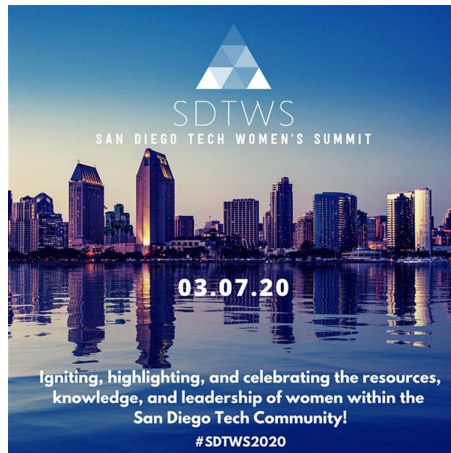 SDTWS
SAN DIEGO TECH WOMEN'S SUMMIT
03.07.20
Igniting, highlighting, and celebrating the resources,
knowledge, and leadership of women within the
San Diego Tech Community!
#SDTWS2020